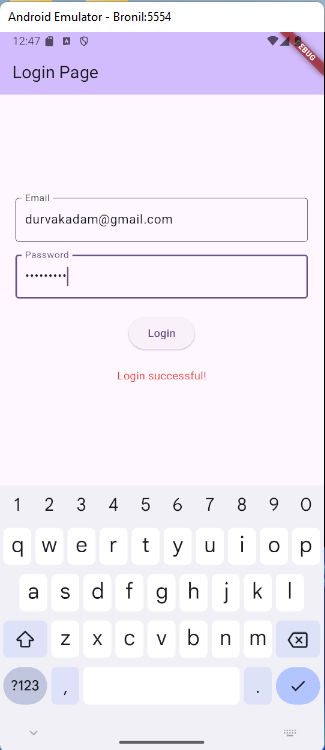 Android Emulator - Bronil:5554
12:47
DEBUG
Login Page
Email
durvakadam@gmail.com
Password
•••••••••
Login
Login successful!
1 2 3 4 5 6 7 8 9 0
q w e r t y u i o p
a s d f g h j k l
z x c v b n m
?123 , .